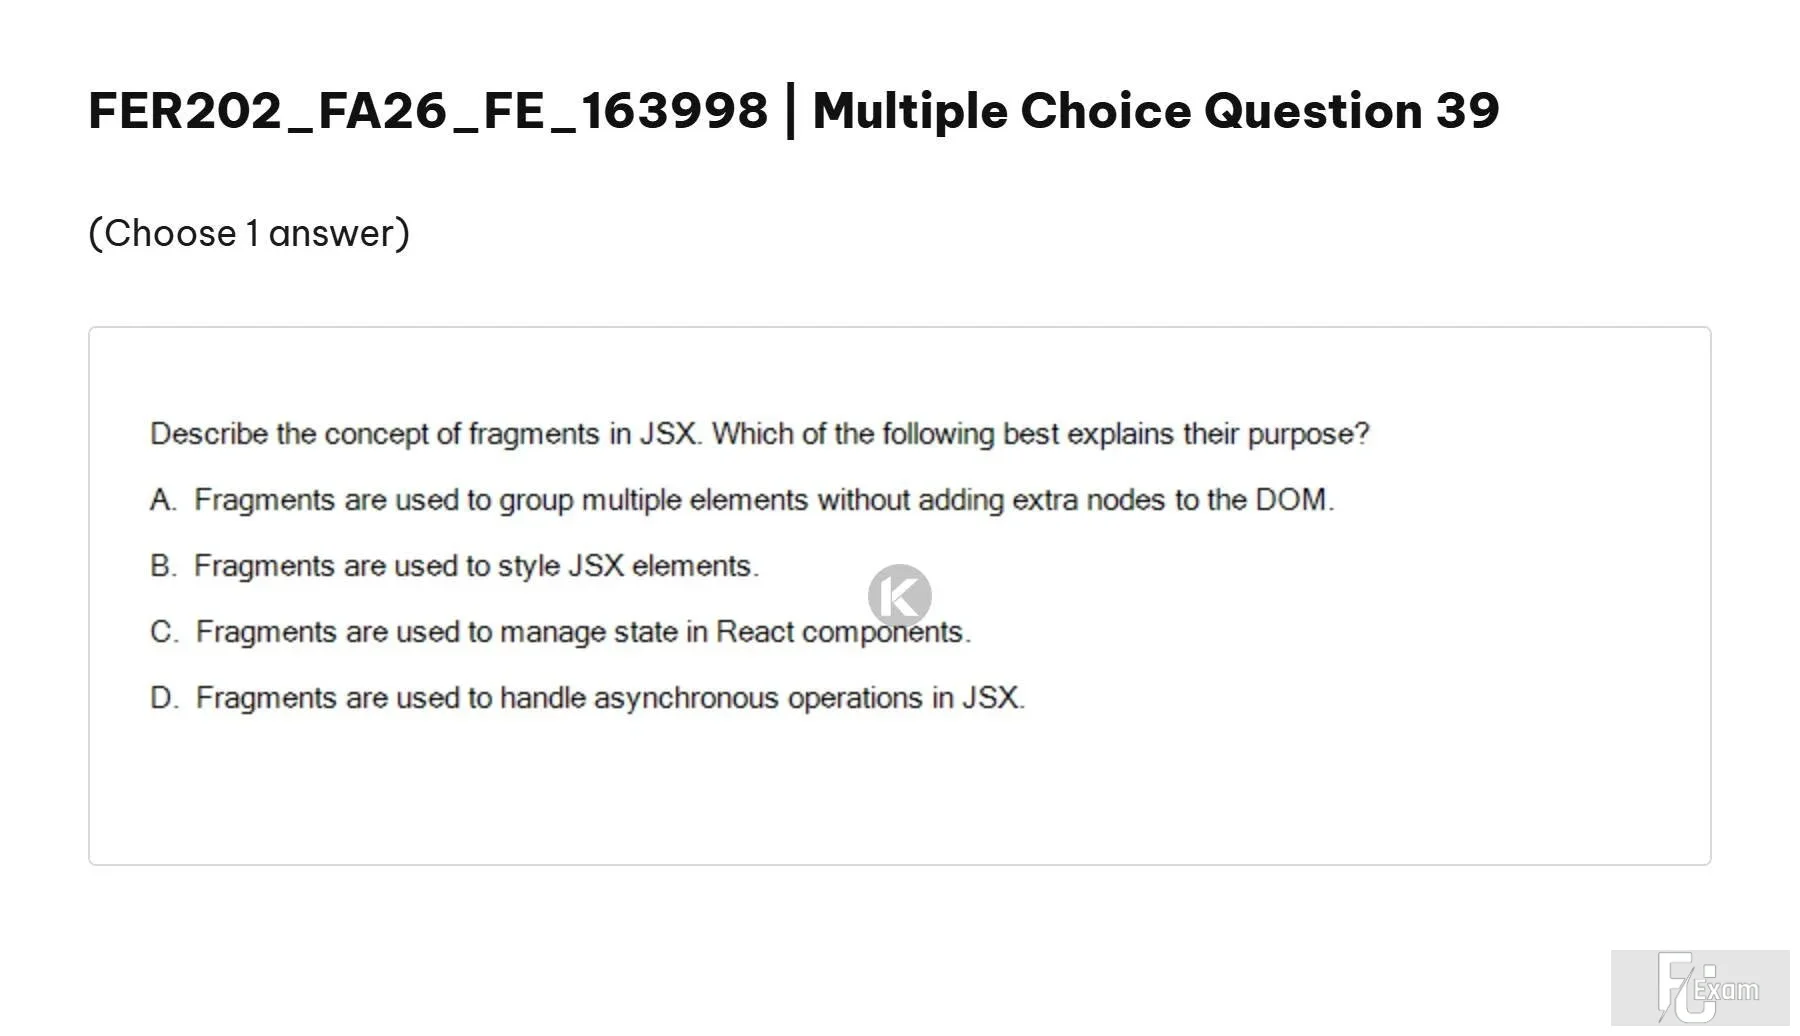 FER202_FA26_FE_163998 | Multiple Choice Question 39
(Choose 1 answer)
Describe the concept of fragments in JSX. Which of the following best explains their purpose?
A. Fragments are used to group multiple elements without adding extra nodes to the DOM.
B. Fragments are used to style JSX elements.
K
C. Fragments are used to manage state in React components.
D. Fragments are used to handle asynchronous operations in JSX.
FU Exam